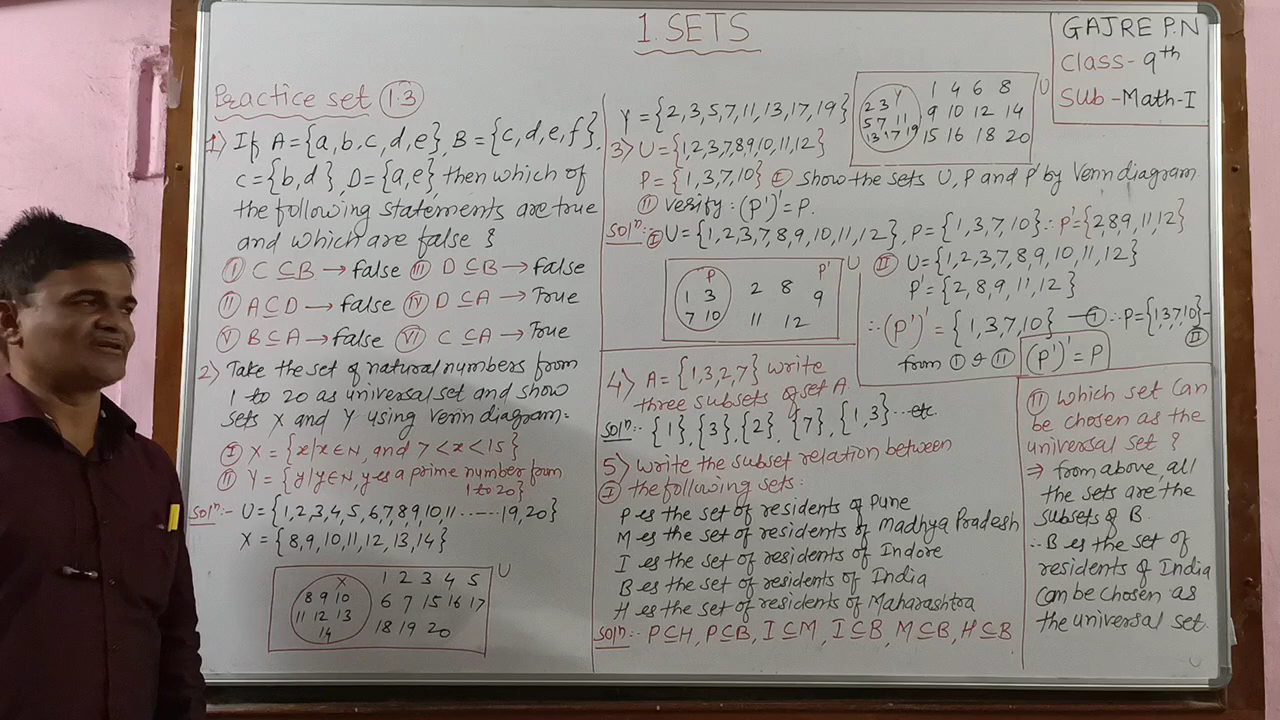 1. SETS
GAJRE P.N
Class- 9th
Sub - Math-I
Practice set 1.3
1) If A = {a,b,c,d,e}, B = {c,d,e,f},
C = {b,d}, D = {a,e} then which of
the following statements are true
and which are false ?
I C ⊆ B → false III D ⊆ B → false
II A ⊆ D → false IV D ⊆ A → True
V B ⊆ A → false VI C ⊆ A → True
2) Take the set of natural numbers from
1 to 20 as universal set and show
sets X and Y using Venn diagram.
I X = {x/x∈N, and 7 < x < 15}
II Y = {y/y∈N y es a prime number from
1 to 20}
Soln:- U = {1,2,3,4,5,6,7,8,9,10,11......19,20}
X = {8,9,10,11,12,13,14}
U
X 1 2 3 4 5
8 9 10
11 12 13 6 7 15 16 17
14 18 19 20
Y = {2,3,5,7,11,13,17,19}
U
Y 1 4 6 8
2 3
5 7 11 9 10 12 14
13 17 19 15 16 18 20
3) U = {1,2,3,7,8,9,10,11,12}
P = {1,3,7,10} I Show the sets U, P and P' by Venn diagram.
II Verify: (P')' = P.
Soln:- I U = {1,2,3,7,8,9,10,11,12}, P = {1,3,7,10} ∴ P' = {2,8,9,11,12}
U
P P'
1 3 2 8 9
7 10 11 12
II U = {1,2,3,7,8,9,10,11,12}
P' = {2,8,9,11,12}
∴ (P')' = {1,3,7,10} — I ∴ P = {1,3,7,10} - II
from I & II (P')' = P
4) A = {1,3,2,7} write
three subsets of set A
Soln:- {1}, {3}, {2}, {7}, {1,3} ... etc.
5) Write the subset relation between
I the following sets:
P es the set of residents of Pune
M es the set of residents of Madhya Pradesh
I es the set of residents of Indore
B es the set of residents of India
H es the set of residents of Maharashtra
Soln:- P⊆H, P⊆B, I⊆M, I⊆B, M⊆B, H⊆B
II Which set can
be chosen as the
universal set ?
⇒ from above, all
the sets are the
subsets of B.
∴ B es the set of
residents of India
can be chosen as
the universal set.